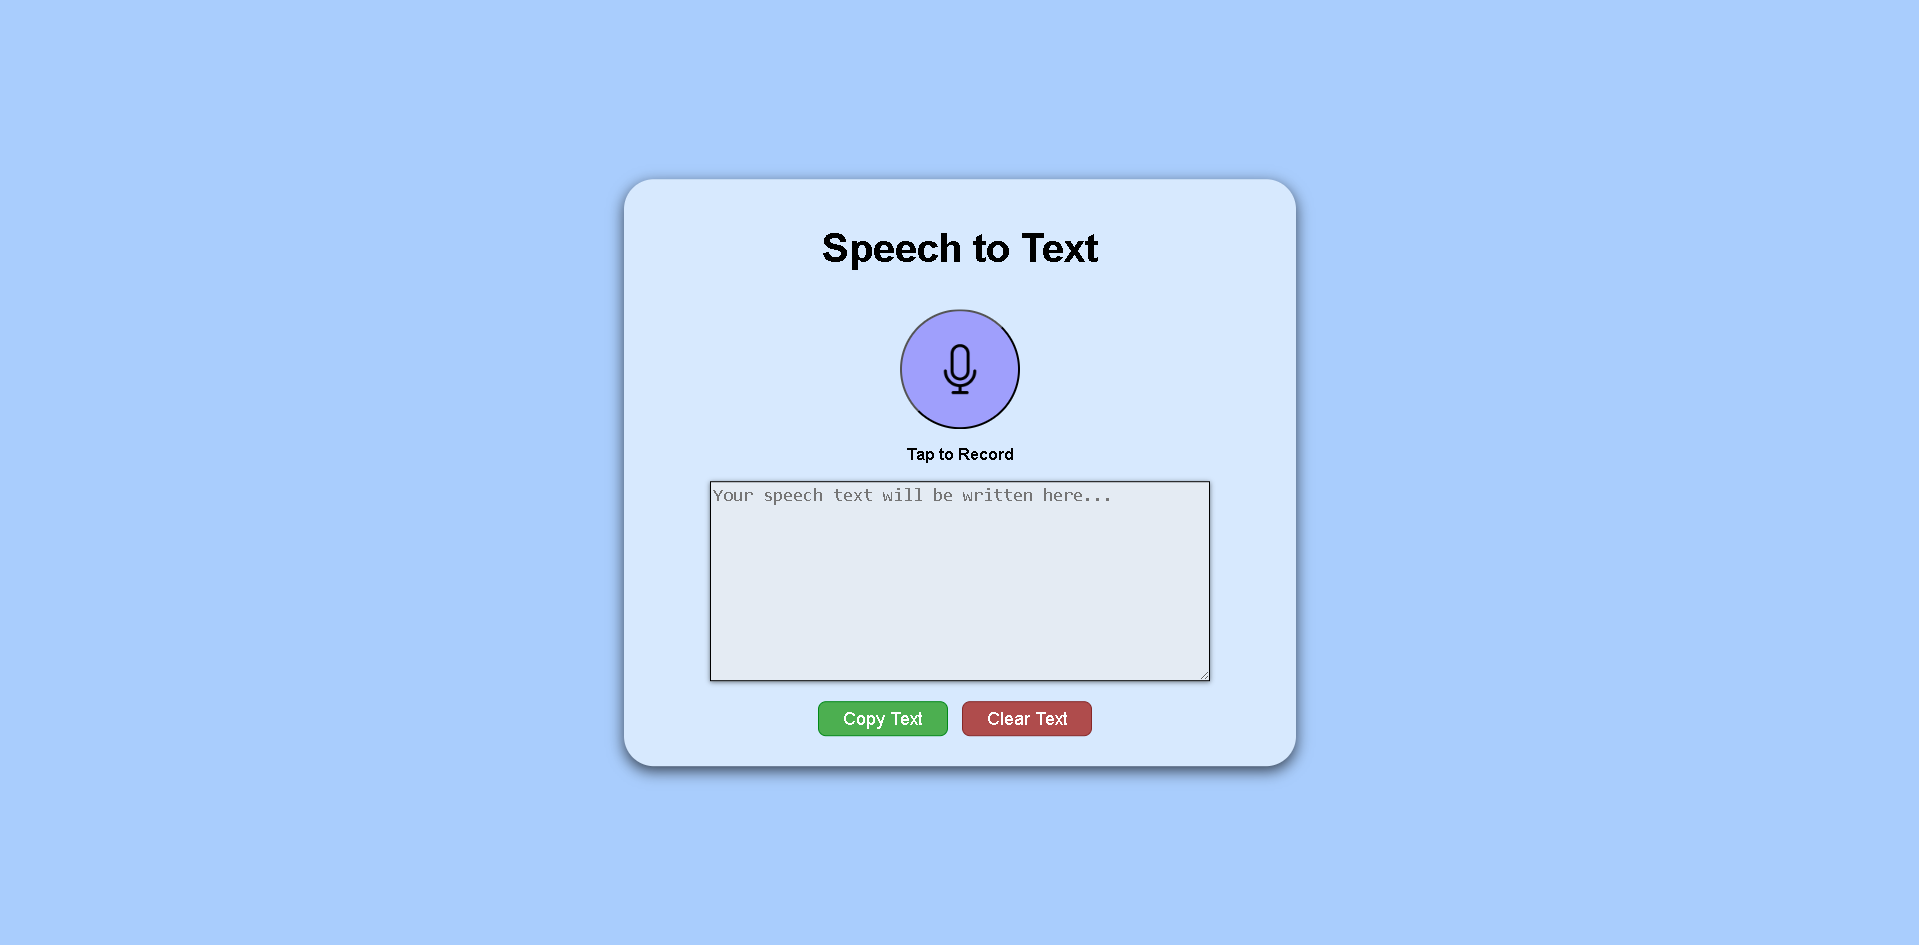 Speech to Text
Tap to Record
Your speech text will be written here...
Copy Text
Clear Text